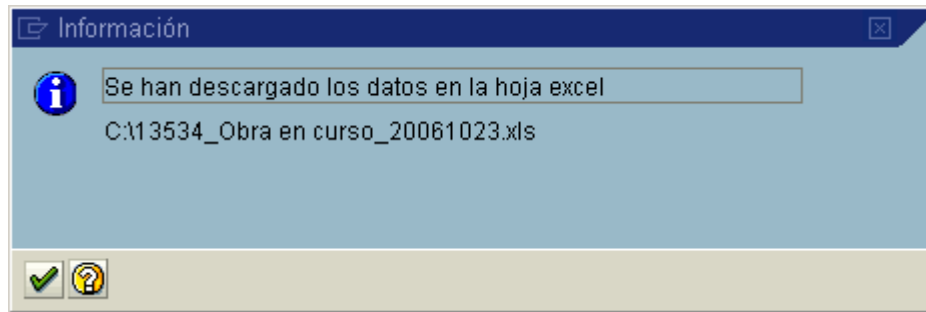 Información
Se han descargado los datos en la hoja excel
C:\13534_Obra en curso_20061023.xls